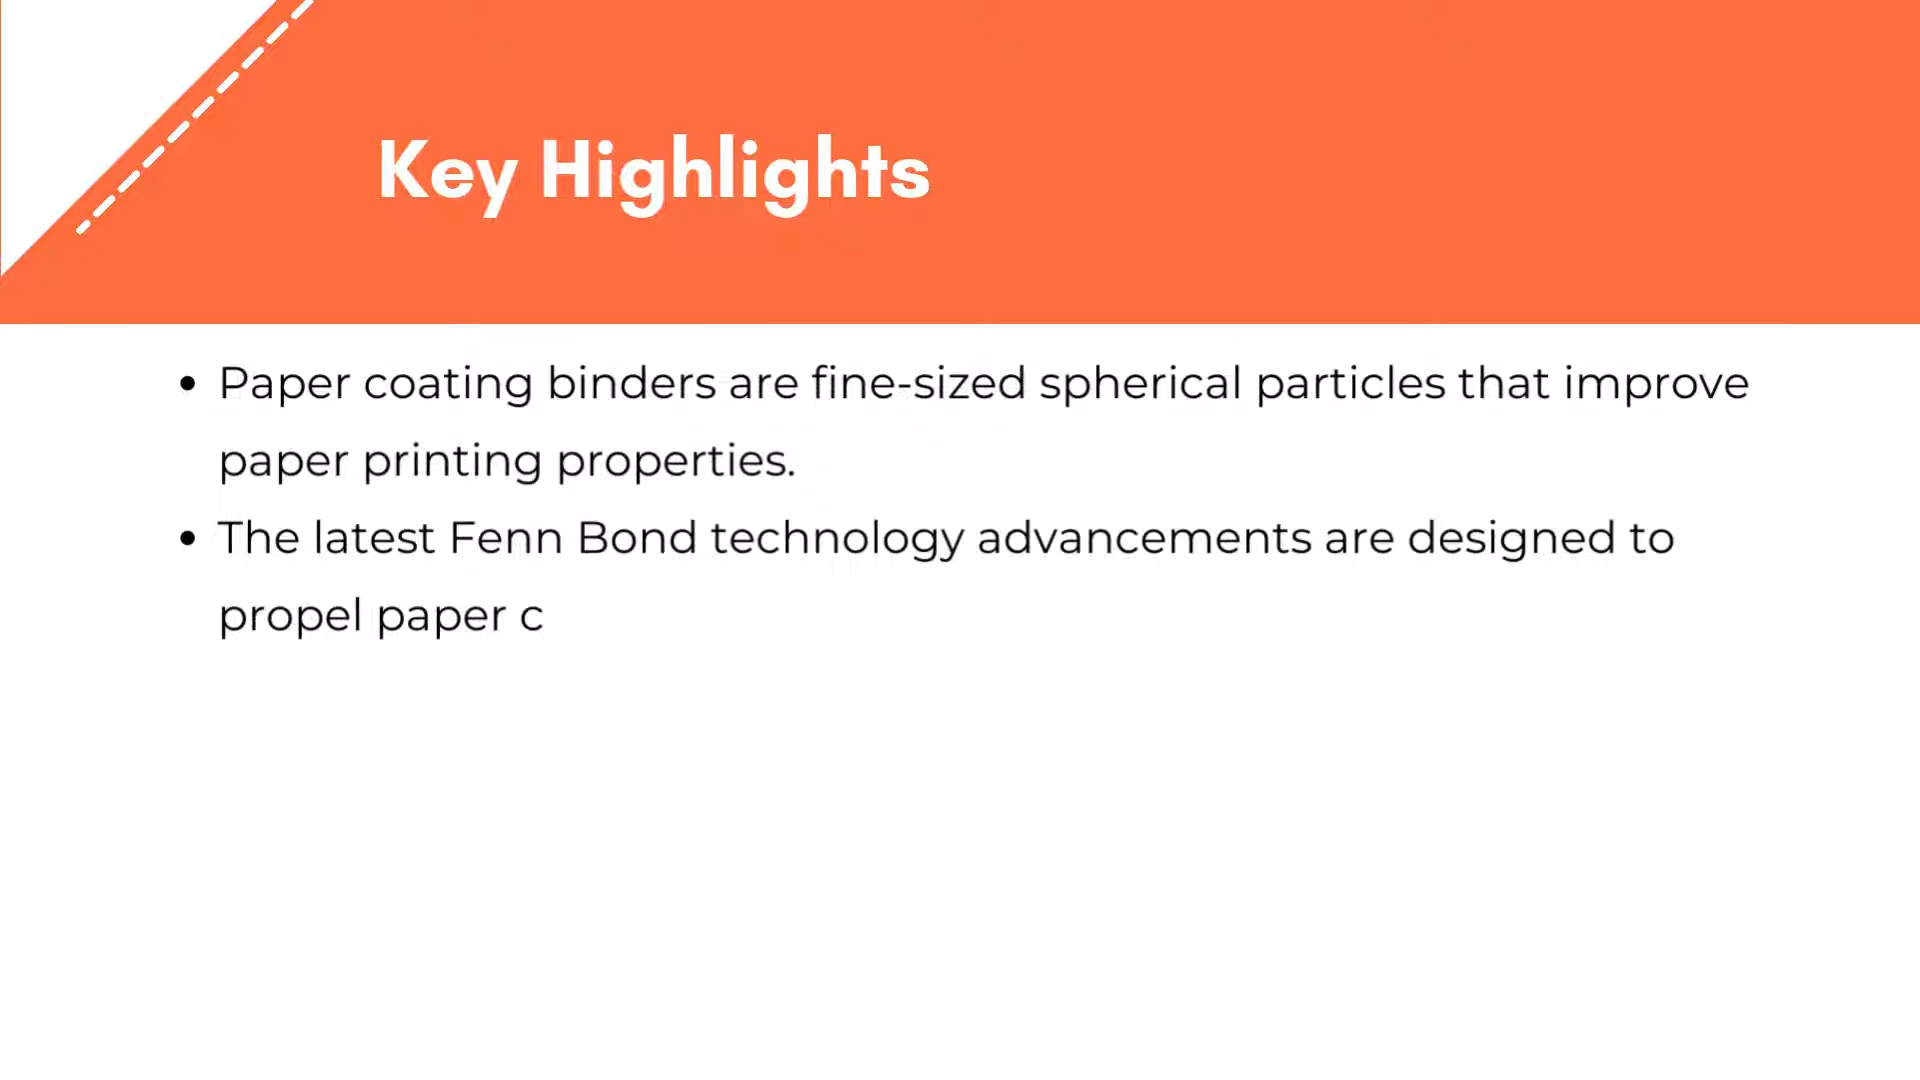 Key Highlights
• Paper coating binders are fine-sized spherical particles that improve
paper printing properties.
• The latest Fenn Bond technology advancements are designed to
propel paper c